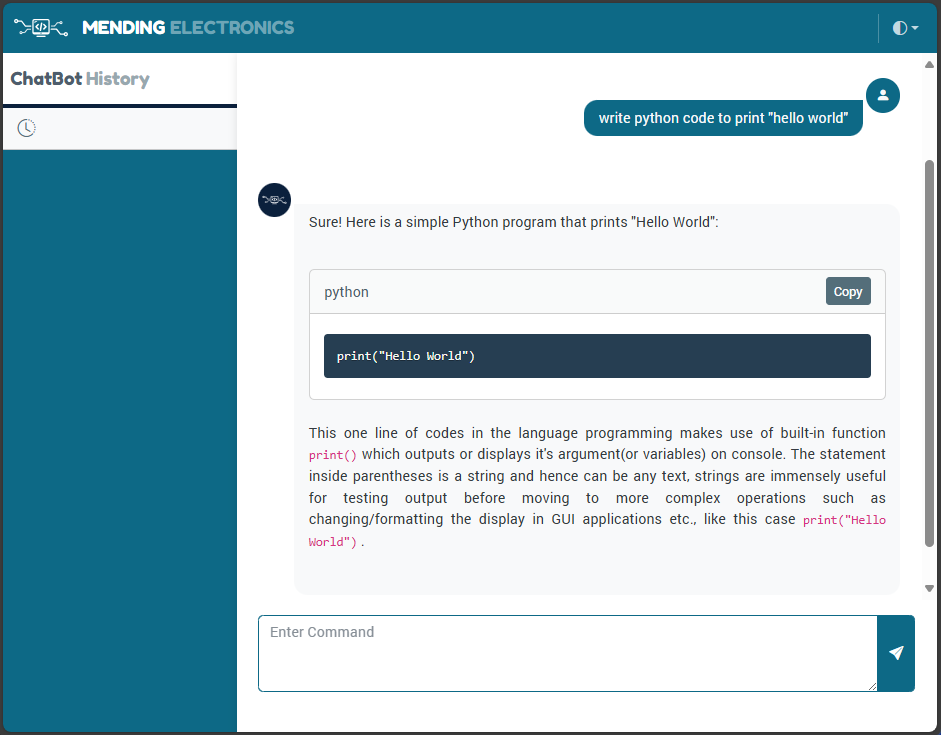 MENDING ELECTRONICS
ChatBot History
write python code to print "hello world"
Sure! Here is a simple Python program that prints "Hello World":
python
Copy
print("Hello World")
This one line of codes in the language programming makes use of built-in function
print() which outputs or displays it's argument(or variables) on console. The statement
inside parentheses is a string and hence can be any text, strings are immensely useful
for testing output before moving to more complex operations such as
changing/formatting the display in GUI applications etc., like this case print("Hello
World") .
Enter Command